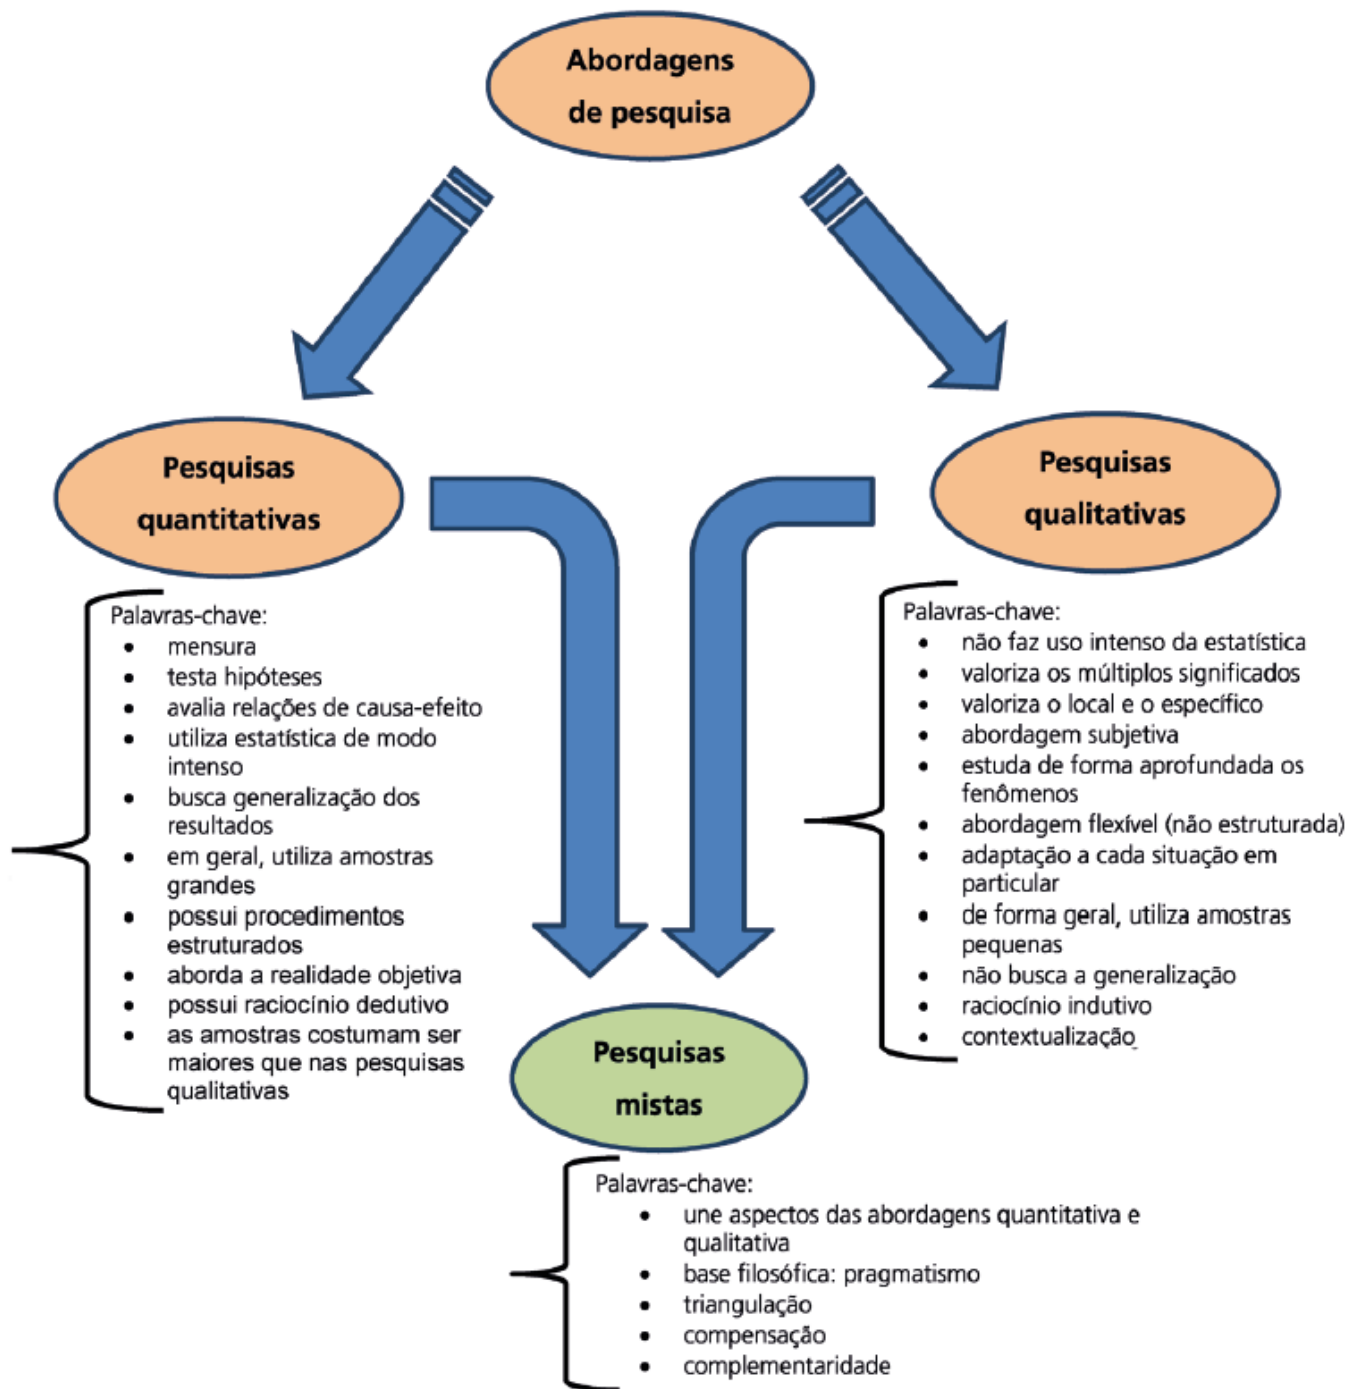 Abordagens
de pesquisa
Pesquisas
quantitativas
Palavras-chave:
• mensura
• testa hipóteses
• avalia relações de causa-efeito
• utiliza estatística de modo
intenso
• busca generalização dos
resultados
• em geral, utiliza amostras
grandes
• possui procedimentos
estruturados
• aborda a realidade objetiva
• possui raciocínio dedutivo
• as amostras costumam ser
maiores que nas pesquisas
qualitativas
Pesquisas
qualitativas
Palavras-chave:
• não faz uso intenso da estatística
• valoriza os múltiplos significados
• valoriza o local e o específico
• abordagem subjetiva
• estuda de forma aprofundada os
fenômenos
• abordagem flexível (não estruturada)
• adaptação a cada situação em
particular
• de forma geral, utiliza amostras
pequenas
• não busca a generalização
• raciocínio indutivo
• contextualização
Pesquisas
mistas
Palavras-chave:
• une aspectos das abordagens quantitativa e
qualitativa
• base filosófica: pragmatismo
• triangulação
• compensação
• complementaridade